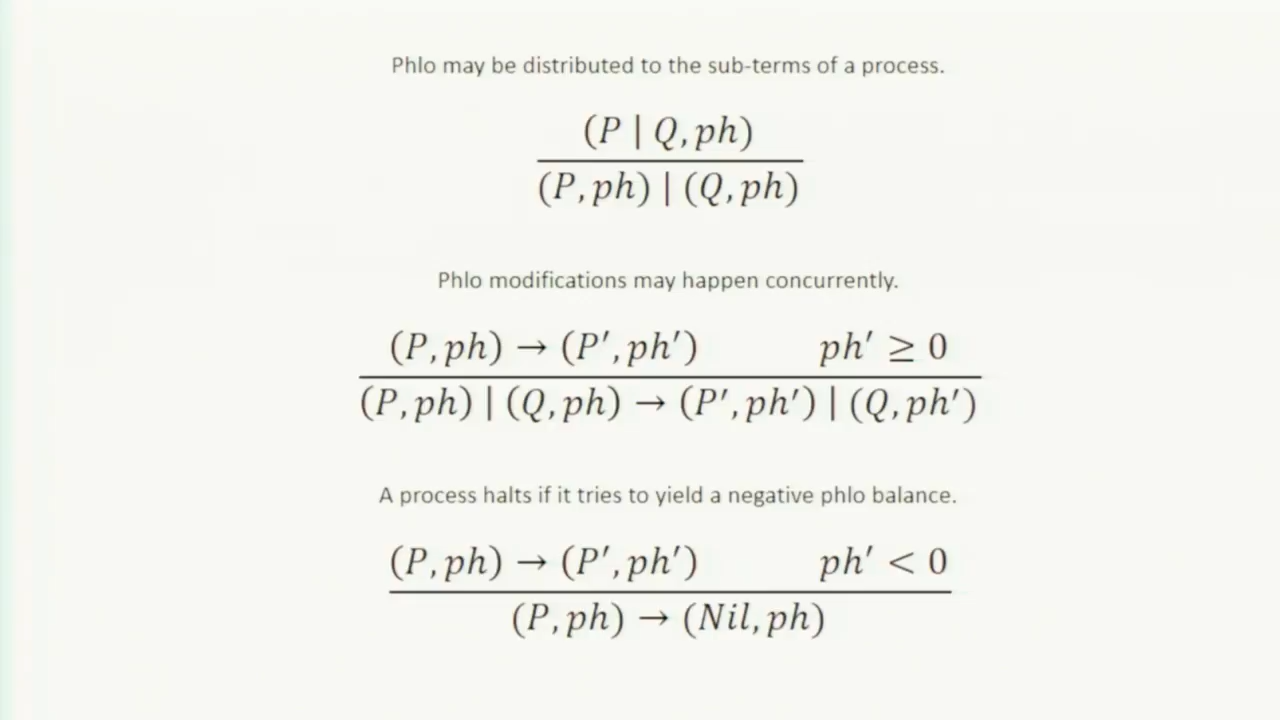 Phlo may be distributed to the sub-terms of a process.
(P | Q, ph)
(P, ph) | (Q, ph)
Phlo modifications may happen concurrently.
(P, ph) → (P′, ph′) ph′ ≥ 0
(P, ph) | (Q, ph) → (P′, ph′) | (Q, ph′)
A process halts if it tries to yield a negative phlo balance.
(P, ph) → (P′, ph′) ph′ < 0
(P, ph) → (Nil, ph)